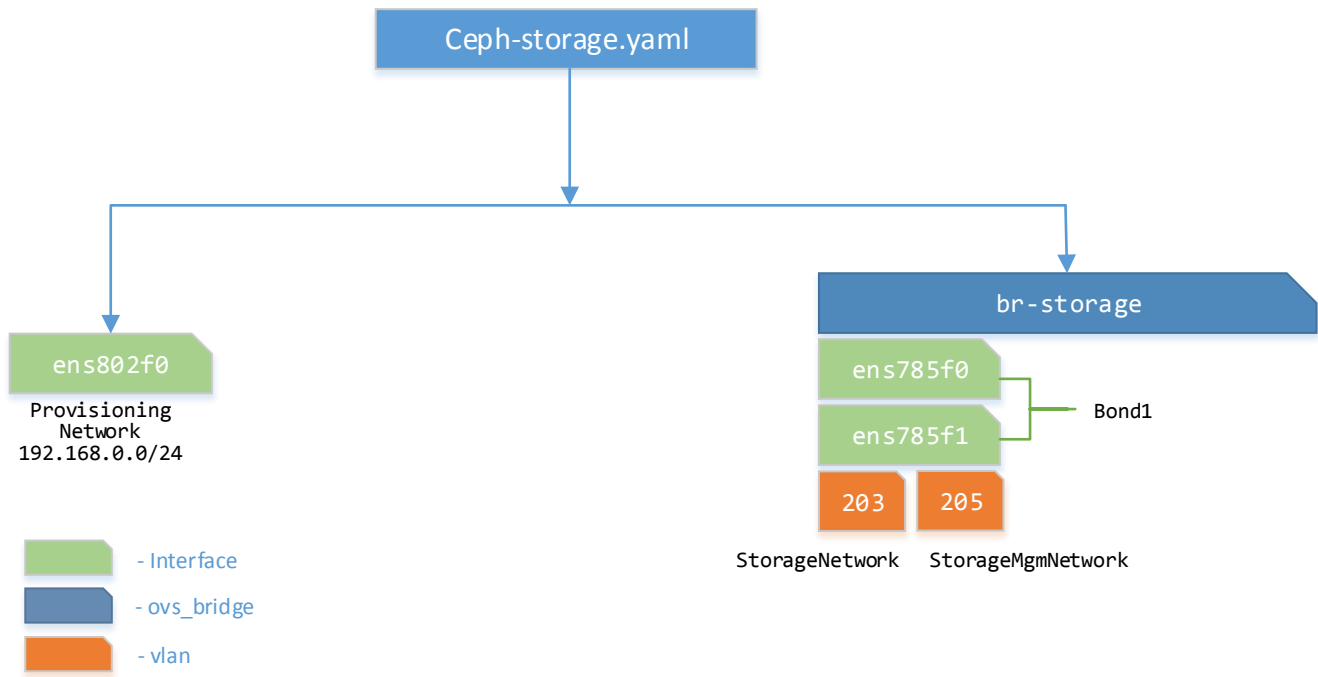 Ceph-storage.yaml
br-storage
ens802f0
Provisioning
Network
192.168.0.0/24
ens785f0
ens785f1
Bond1
203 205
StorageNetwork StorageMgmNetwork
- Interface
- ovs_bridge
- vlan